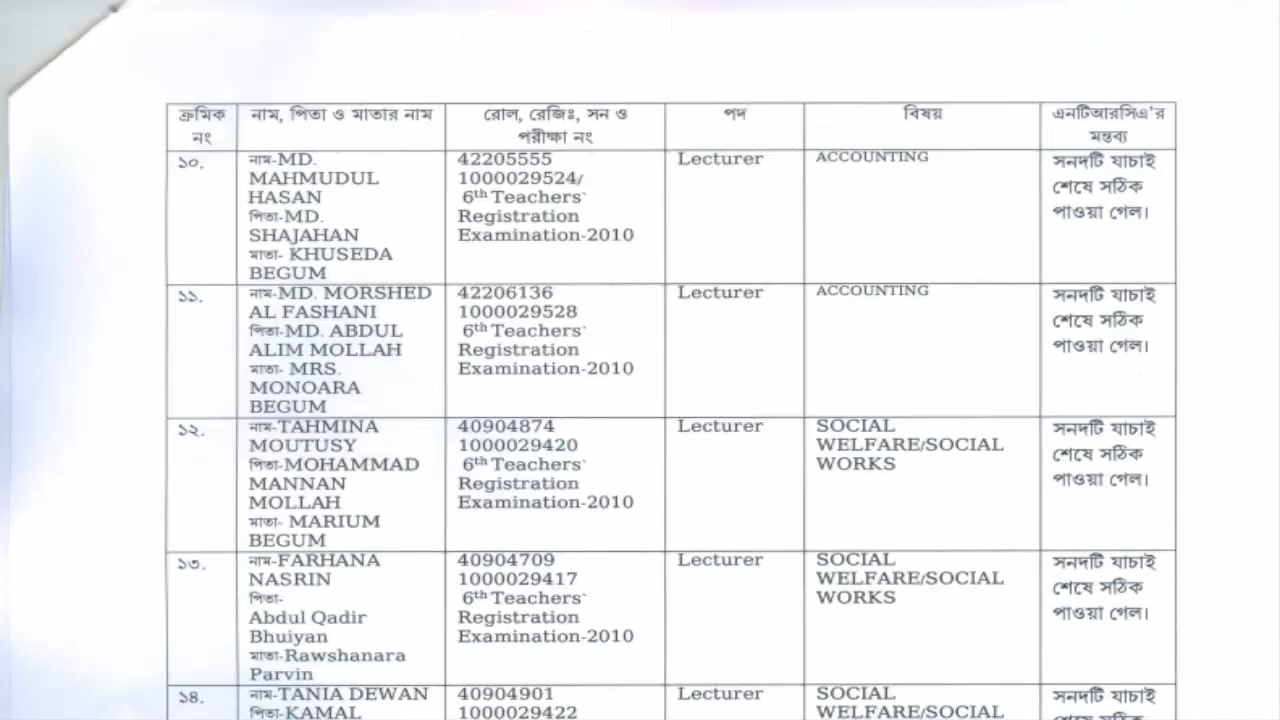 ক্রমিক নং
নাম, পিতা ও মাতার নাম
রোল, রেজিঃ, সন ও
পরীক্ষা নং
পদ
বিষয়
এনটিআরসিএ'র
মন্তব্য
১০.
নাম-MD.
MAHMUDUL
HASAN
পিতা-MD.
SHAJAHAN
মাতা- KHUSEDA
BEGUM
42205555
1000029524/
6th Teachers`
Registration
Examination-2010
Lecturer
ACCOUNTING
সনদটি যাচাই
শেষে সঠিক
পাওয়া গেল।
১১.
নাম-MD. MORSHED
AL FASHANI
পিতা-MD. ABDUL
ALIM MOLLAH
মাতা- MRS.
MONOARA
BEGUM
42206136
1000029528
6th Teachers`
Registration
Examination-2010
Lecturer
ACCOUNTING
সনদটি যাচাই
শেষে সঠিক
পাওয়া গেল।
১২.
নাম-TAHMINA
MOUTUSY
পিতা-MOHAMMAD
MANNAN
MOLLAH
মাতা- MARIUM
BEGUM
40904874
1000029420
6th Teachers`
Registration
Examination-2010
Lecturer
SOCIAL
WELFARE/SOCIAL
WORKS
সনদটি যাচাই
শেষে সঠিক
পাওয়া গেল।
১৩.
নাম-FARHANA
NASRIN
পিতা-
Abdul Qadir
Bhuiyan
মাতা-Rawshanara
Parvin
40904709
1000029417
6th Teachers`
Registration
Examination-2010
Lecturer
SOCIAL
WELFARE/SOCIAL
WORKS
সনদটি যাচাই
শেষে সঠিক
পাওয়া গেল।
১৪.
নাম-TANIA DEWAN
পিতা-KAMAL
40904901
1000029422
Lecturer
SOCIAL
WELFARE/SOCIAL
সনদটি যাচাই